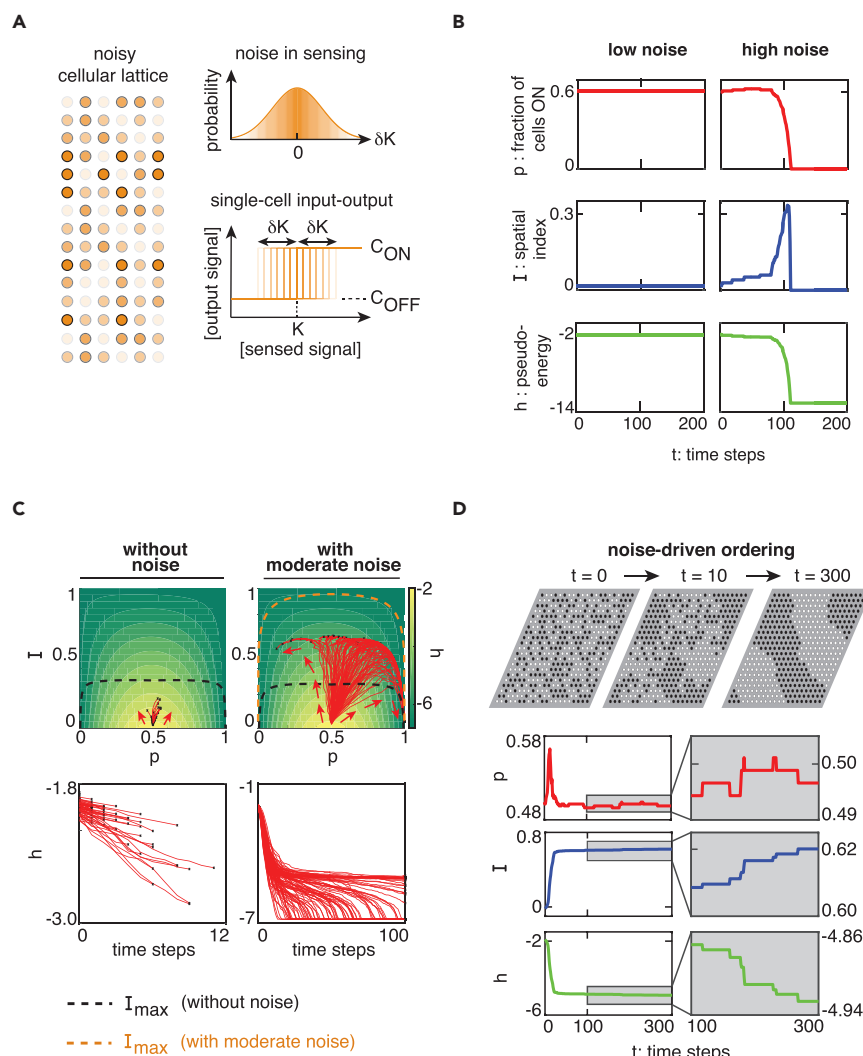 A
noisy
cellular lattice
noise in sensing
probability
δK
0
single-cell input-output
δK δK
C_ON
C_OFF
[output signal]
K
[sensed signal]
B
low noise high noise
p : fraction of
cells ON
0.6
0
I : spatial
index
0.3
0
h : pseudo-
energy
-2
-14
0 100 200 0 100 200
t: time steps
C
without
noise
with
moderate noise
I
1
0.5
0
0 0.5 1
p
1
0.5
0
0 0.5 1
p
-2
-6
h
h
-1.8
-3.0
0 12
time steps
-1
-7
0 100
time steps
I_max (without noise)
I_max (with moderate noise)
D
noise-driven ordering
t = 0 t = 10 t = 300
p
0.58
0.48
0.50
0.49
I
0.8
0
0.62
0.60
h
-2
-6
-4.86
-4.94
0 100 300 100 300
t: time steps